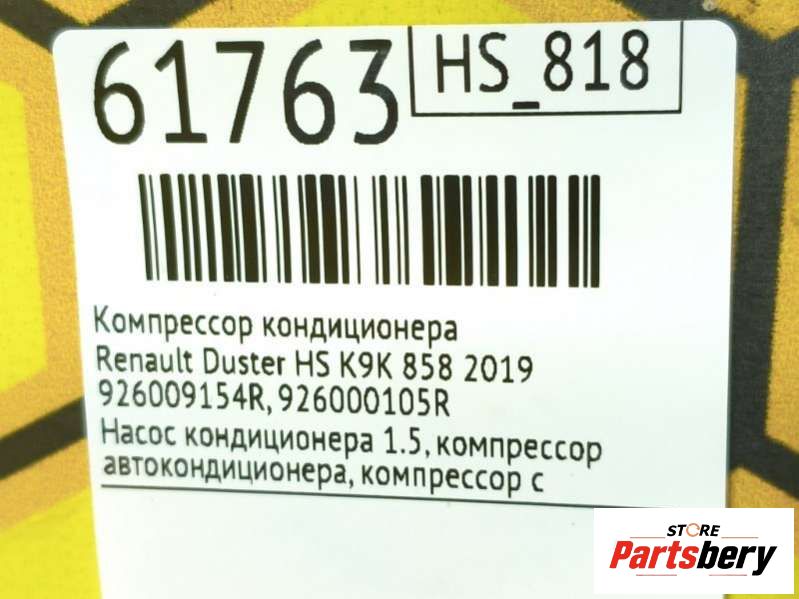 61763
HS_818
Компрессор кондиционера
Renault Duster HS K9K 858 2019
926009154R, 926000105R
Насос кондиционера 1.5, компрессор
автокондиционера, компрессор с
STORE
Partsbery